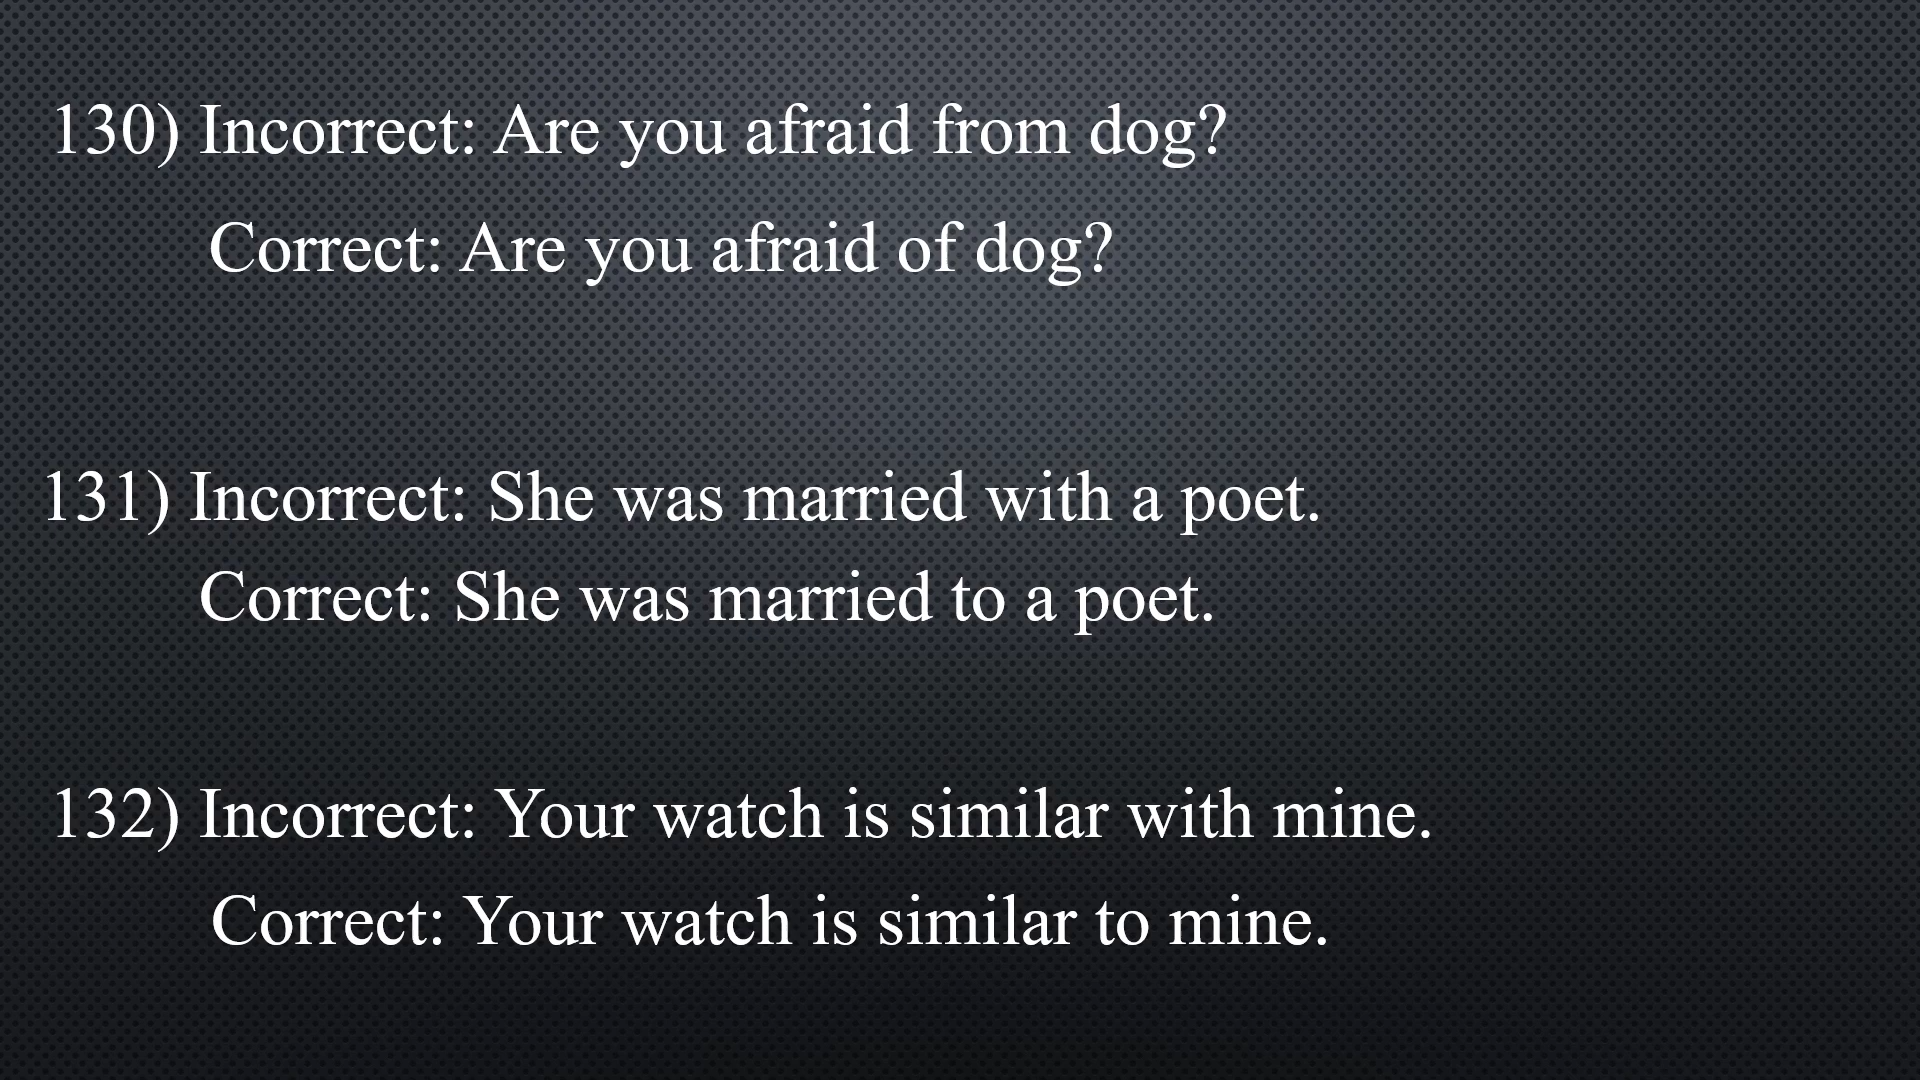 130) Incorrect: Are you afraid from dog?
Correct: Are you afraid of dog?
131) Incorrect: She was married with a poet.
Correct: She was married to a poet.
132) Incorrect: Your watch is similar with mine.
Correct: Your watch is similar to mine.